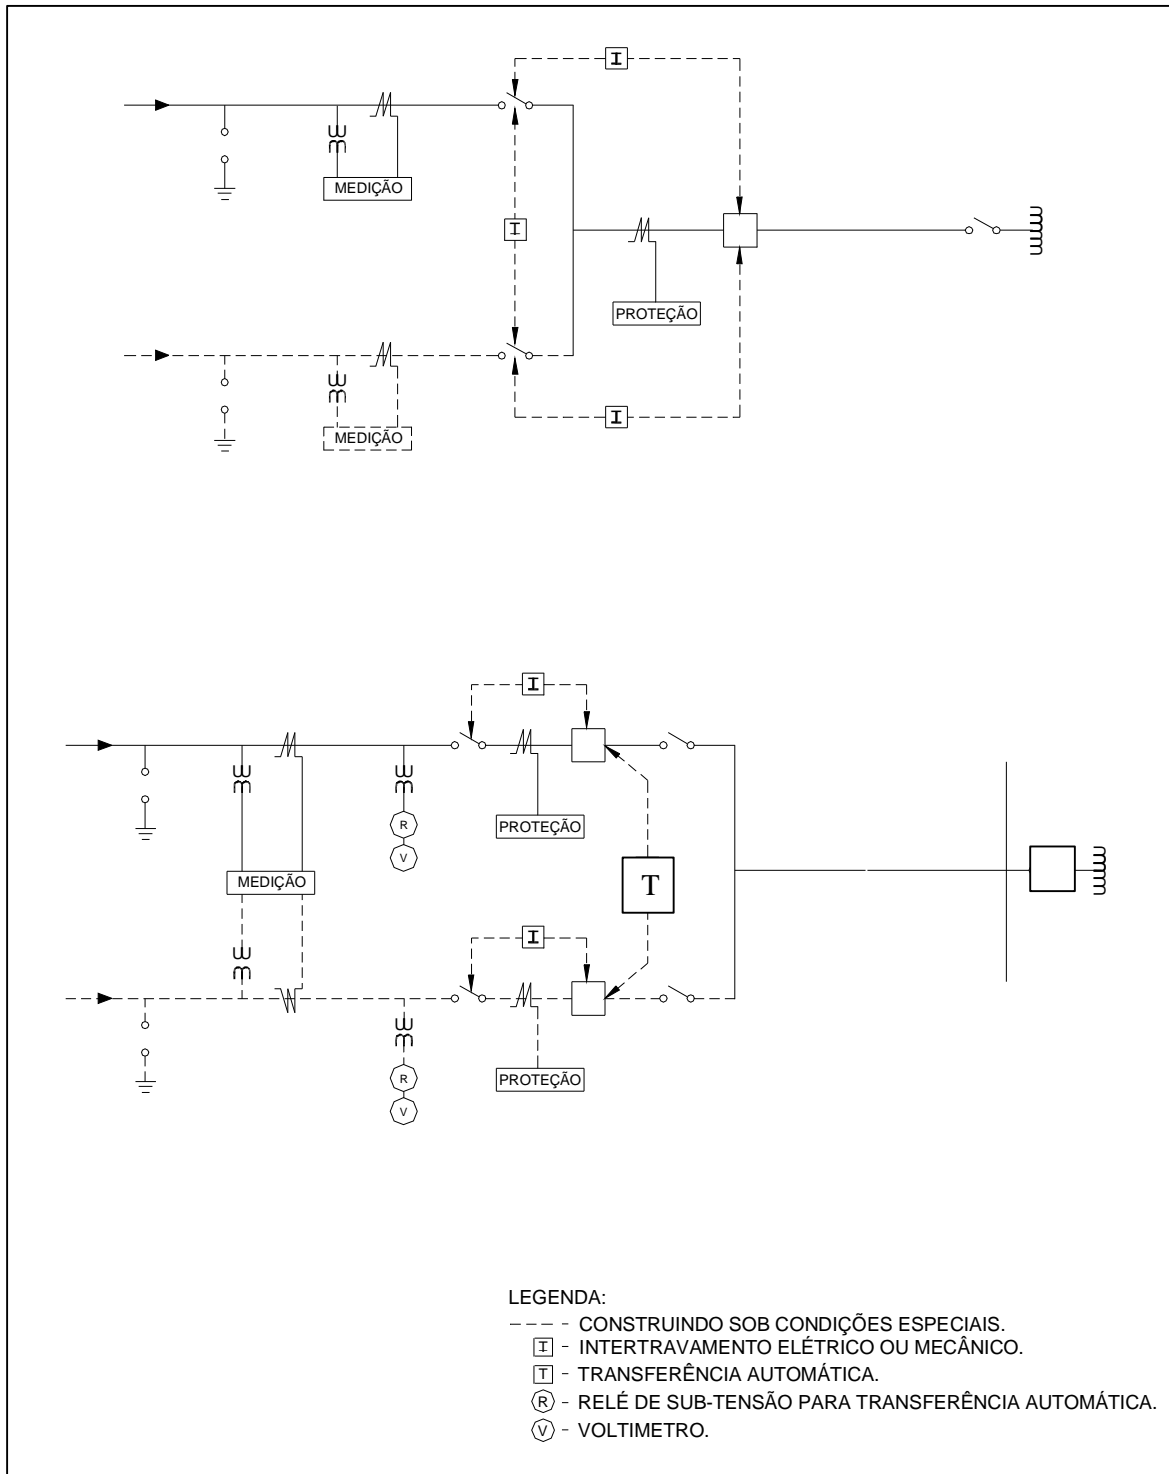 I
MEDIÇÃO
I
PROTEÇÃO
I
MEDIÇÃO
I
PROTEÇÃO
R
V
MEDIÇÃO
T
I
PROTEÇÃO
R
V
LEGENDA:
- CONSTRUINDO SOB CONDIÇÕES ESPECIAIS.
I - INTERTRAVAMENTO ELÉTRICO OU MECÂNICO.
T - TRANSFERÊNCIA AUTOMÁTICA.
R - RELÉ DE SUB-TENSÃO PARA TRANSFERÊNCIA AUTOMÁTICA.
V - VOLTIMETRO.